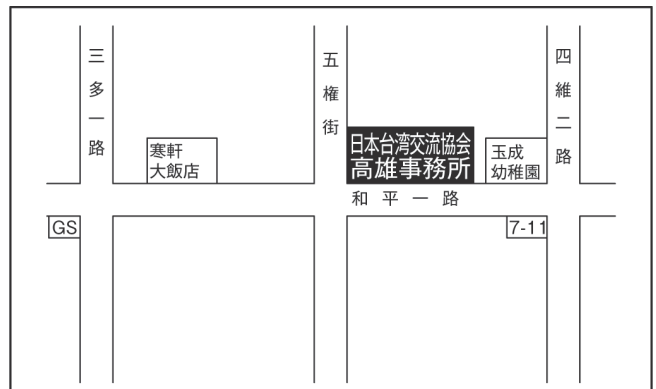 三多一路
五權街
四維二路
寒軒
大飯店
日本台湾交流協会
高雄事務所
玉成
幼稚園
和平一路
GS
7-11